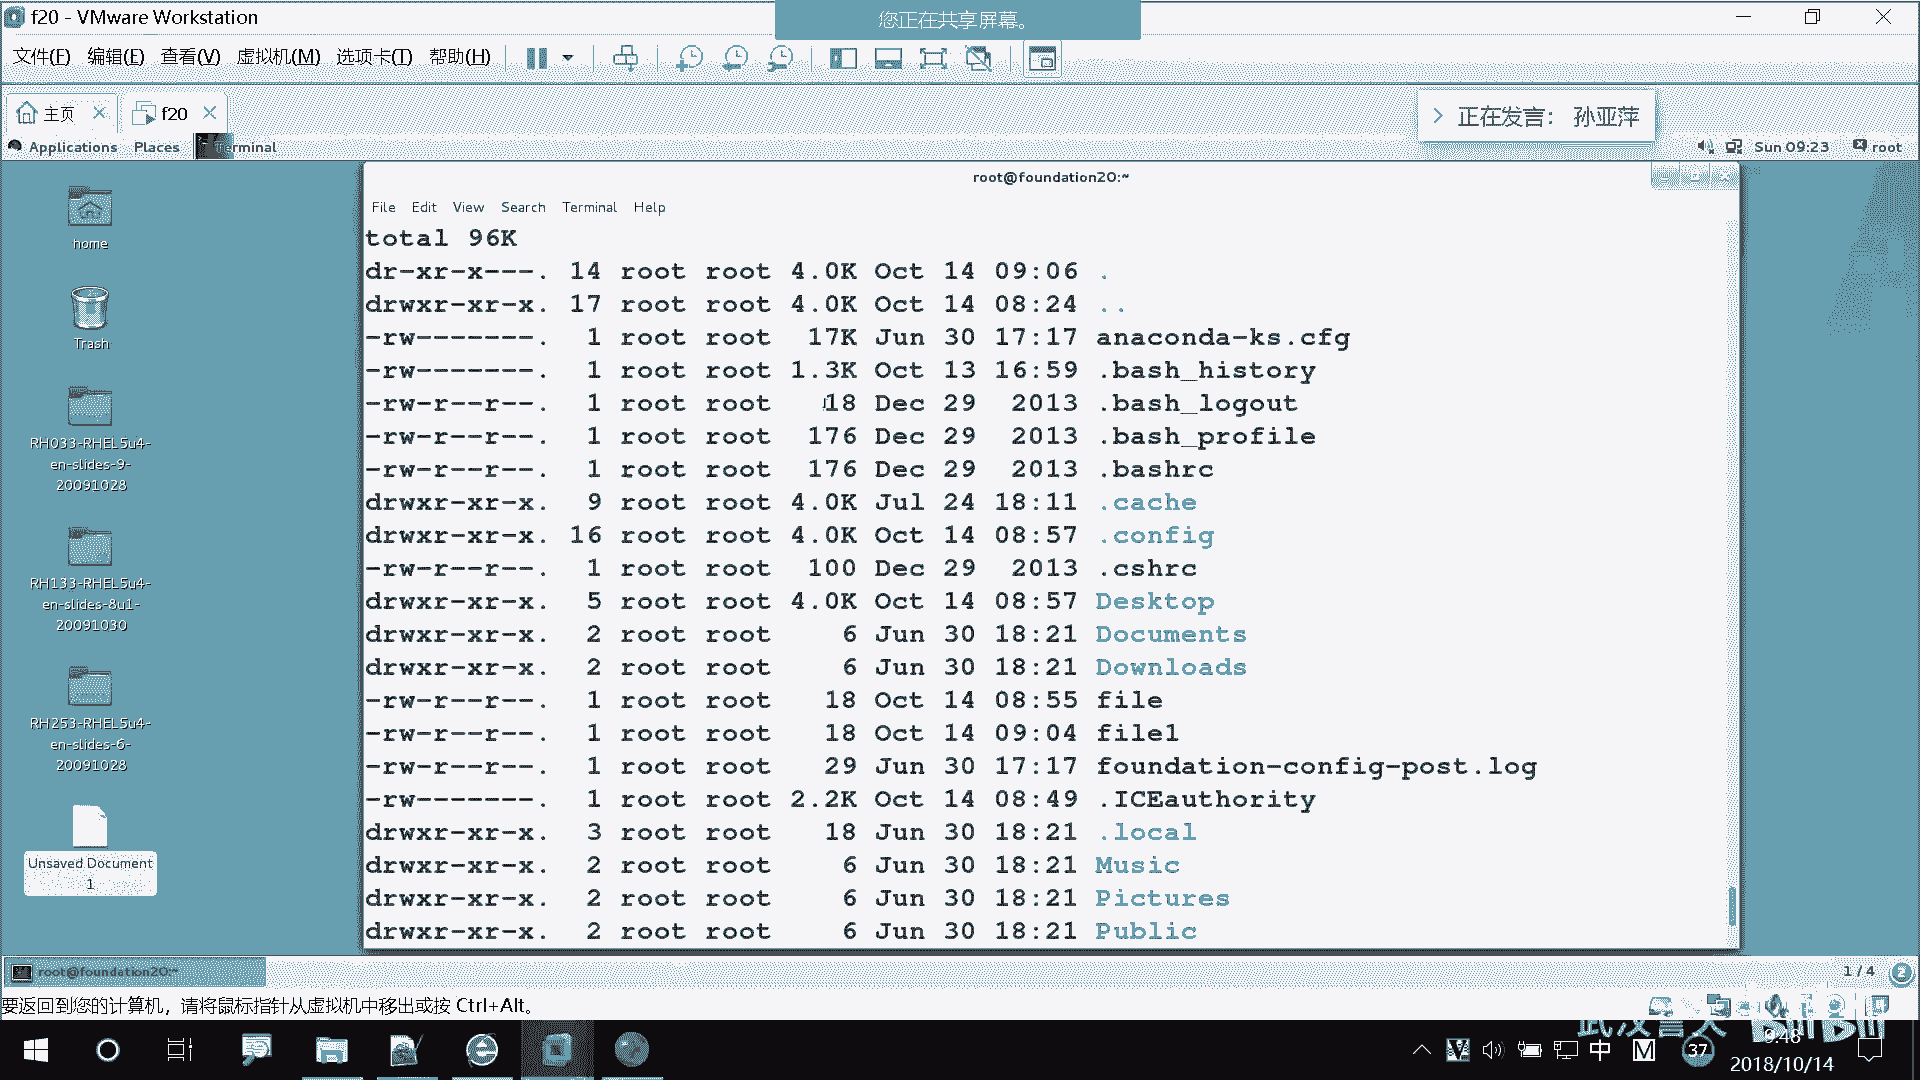 f20 - VMware Workstation
您正在共享屏幕。
文件(F) 编辑(E) 查看(V) 虚拟机(M) 选项卡(T) 帮助(H)
主页 f20
正在发言： 孙亚萍
Applications Places Terminal Sun 09:23 root
root@foundation20:~
File Edit View Search Terminal Help
total 96K
dr-xr-x---. 14 root root 4.0K Oct 14 09:06 .
drwxr-xr-x. 17 root root 4.0K Oct 14 08:24 ..
-rw-------. 1 root root 17K Jun 30 17:17 anaconda-ks.cfg
-rw-------. 1 root root 1.3K Oct 13 16:59 .bash_history
-rw-r--r--. 1 root root 18 Dec 29 2013 .bash_logout
-rw-r--r--. 1 root root 176 Dec 29 2013 .bash_profile
-rw-r--r--. 1 root root 176 Dec 29 2013 .bashrc
drwxr-xr-x. 9 root root 4.0K Jul 24 18:11 .cache
drwxr-xr-x. 16 root root 4.0K Oct 14 08:57 .config
-rw-r--r--. 1 root root 100 Dec 29 2013 .cshrc
drwxr-xr-x. 5 root root 4.0K Oct 14 08:57 Desktop
drwxr-xr-x. 2 root root 6 Jun 30 18:21 Documents
drwxr-xr-x. 2 root root 6 Jun 30 18:21 Downloads
-rw-r--r--. 1 root root 18 Oct 14 08:55 file
-rw-r--r--. 1 root root 18 Oct 14 09:04 file1
-rw-r--r--. 1 root root 29 Jun 30 17:17 foundation-config-post.log
-rw-------. 1 root root 2.2K Oct 14 08:49 .ICEauthority
drwxr-xr-x. 3 root root 18 Jun 30 18:21 .local
drwxr-xr-x. 2 root root 6 Jun 30 18:21 Music
drwxr-xr-x. 2 root root 6 Jun 30 18:21 Pictures
drwxr-xr-x. 2 root root 6 Jun 30 18:21 Public
home
Trash
RH033-RHEL5u4-
en-slides-9-
20091028
RH133-RHEL5u4-
en-slides-8u1-
20091030
RH253-RHEL5u4-
en-slides-6-
20091028
Unsaved Document
1
root@foundation20:~
1 / 4 2
要返回到您的计算机，请将鼠标指针从虚拟机中移出或按 Ctrl+Alt。
中 M 37
9:48
2018/10/14